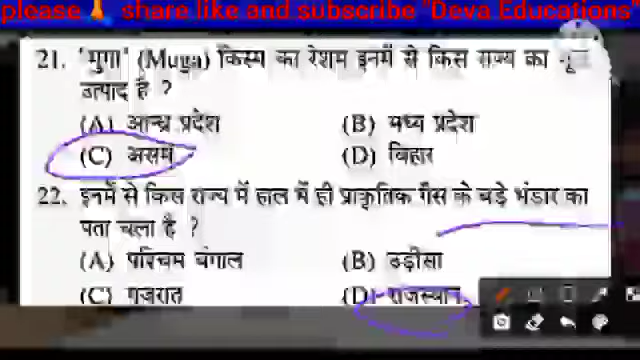 please 🙏 share like and subscribe "Deva Educations"
21. 'मुगा' (Muga) किस्म का रेशम इनमें से किस राज्य का
उत्पाद है ?
(A) आन्ध्र प्रदेश (B) मध्य प्रदेश
(C) असम (D) बिहार
22. इनमें से किस राज्य में हाल में ही प्राकृतिक गैस के बड़े भंडार का
पता चला है ?
(A) पश्चिम बंगाल (B) उड़ीसा
(C) गुजरात (D) राजस्थान